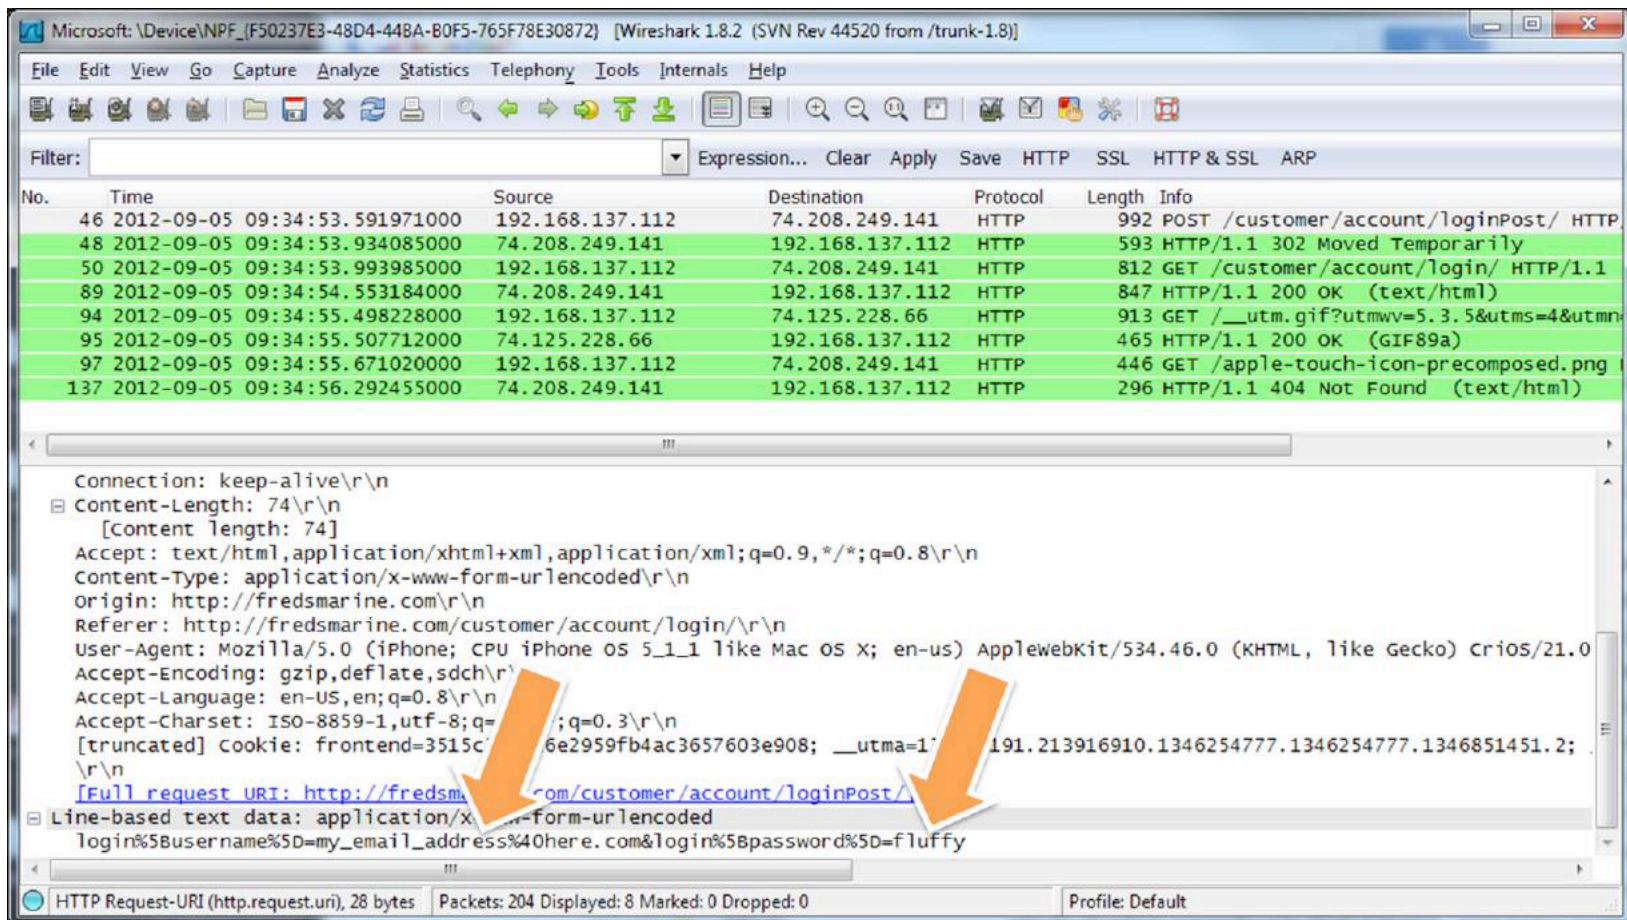 Microsoft: \Device\NPF_{F50237E3-48D4-44BA-B0F5-765F78E30872} [Wireshark 1.8.2 (SVN Rev 44520 from /trunk-1.8)]
File Edit View Go Capture Analyze Statistics Telephony Tools Internals Help
Filter: Expression... Clear Apply Save HTTP SSL HTTP & SSL ARP
No. Time Source Destination Protocol Length Info
46 2012-09-05 09:34:53.591971000 192.168.137.112 74.208.249.141 HTTP 992 POST /customer/account/loginPost/ HTTP/
48 2012-09-05 09:34:53.934085000 74.208.249.141 192.168.137.112 HTTP 593 HTTP/1.1 302 Moved Temporarily
50 2012-09-05 09:34:53.993985000 192.168.137.112 74.208.249.141 HTTP 812 GET /customer/account/login/ HTTP/1.1
89 2012-09-05 09:34:54.553184000 74.208.249.141 192.168.137.112 HTTP 847 HTTP/1.1 200 OK (text/html)
94 2012-09-05 09:34:55.498228000 192.168.137.112 74.125.228.66 HTTP 913 GET /__utm.gif?utmwv=5.3.5&utms=4&utmn=
95 2012-09-05 09:34:55.507712000 74.125.228.66 192.168.137.112 HTTP 465 HTTP/1.1 200 OK (GIF89a)
97 2012-09-05 09:34:55.671020000 192.168.137.112 74.208.249.141 HTTP 446 GET /apple-touch-icon-precomposed.png
137 2012-09-05 09:34:56.292455000 74.208.249.141 192.168.137.112 HTTP 296 HTTP/1.1 404 Not Found (text/html)
Connection: keep-alive\r\n
Content-Length: 74\r\n
[Content length: 74]
Accept: text/html,application/xhtml+xml,application/xml;q=0.9,*/*;q=0.8\r\n
Content-Type: application/x-www-form-urlencoded\r\n
Origin: http://fredsmarine.com\r\n
Referer: http://fredsmarine.com/customer/account/login/\r\n
User-Agent: Mozilla/5.0 (iPhone; CPU iPhone OS 5_1_1 like Mac OS X; en-us) AppleWebKit/534.46.0 (KHTML, like Gecko) CriOS/21.0
Accept-Encoding: gzip,deflate,sdch\r\
Accept-Language: en-US,en;q=0.8\r\n
Accept-Charset: ISO-8859-1,utf-8;q= ;q=0.3\r\n
[truncated] Cookie: frontend=3515c 6e2959fb4ac3657603e908; __utma=1 191.213916910.1346254777.1346254777.1346851451.2;
\r\n
[Full request URI: http://fredsm com/customer/account/loginPost/
Line-based text data: application/x -form-urlencoded
login%5Busername%5D=my_email_address%40here.com&login%5Bpassword%5D=fluffy
HTTP Request-URI (http.request.uri), 28 bytes Packets: 204 Displayed: 8 Marked: 0 Dropped: 0 Profile: Default